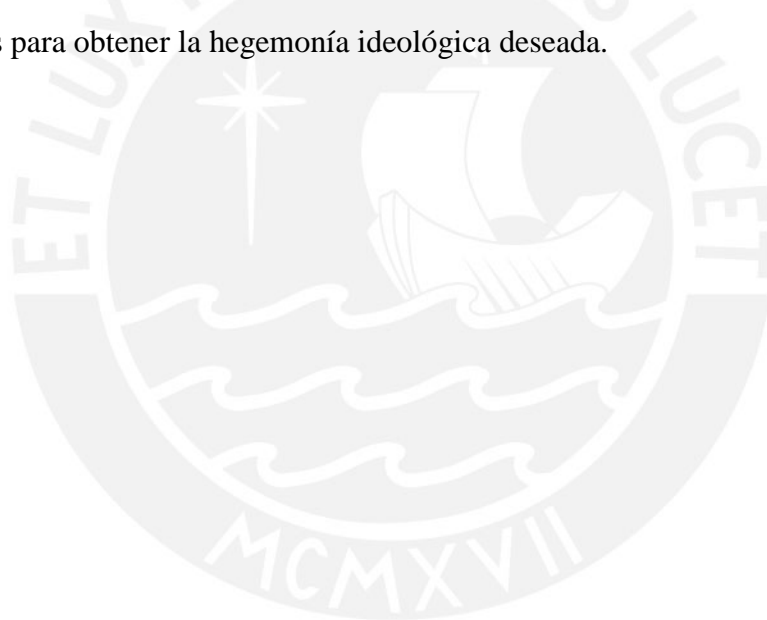 s para obtener la hegemonía ideológica deseada.
ET LUX IN TENEBRIS LUCET
MCMXVII